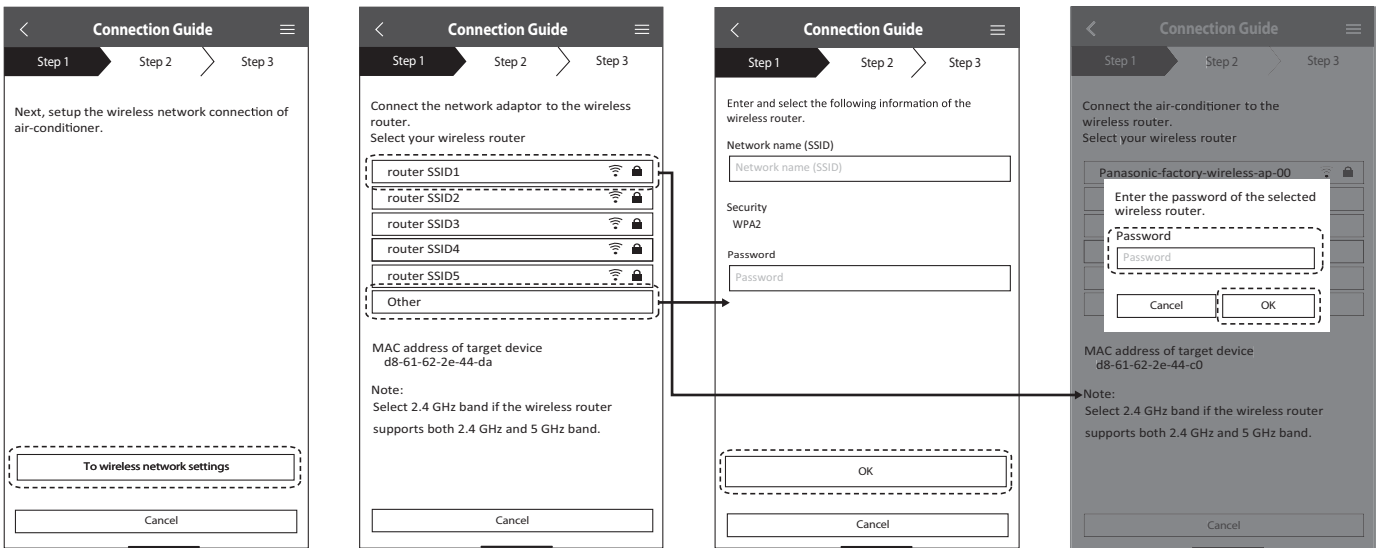 Connection Guide
Step 1
Step 2
Step 3
Next, setup the wireless network connection of
air-conditioner.
To wireless network settings
Cancel
Connection Guide
Step 1
Step 2
Step 3
Connect the network adaptor to the wireless
router.
Select your wireless router
router SSID1
router SSID2
router SSID3
router SSID4
router SSID5
Other
MAC address of target device
d8-61-62-2e-44-da
Note:
Select 2.4 GHz band if the wireless router
supports both 2.4 GHz and 5 GHz band.
Cancel
Connection Guide
Step 1
Step 2
Step 3
Enter and select the following information of the
wireless router.
Network name (SSID)
Network name (SSID)
Security
WPA2
Password
Password
OK
Cancel
Connection Guide
Step 1
Step 2
Step 3
Connect the air-conditioner to the
wireless router.
Select your wireless router
Panasonic-factory-wireless-ap-00
Enter the password of the selected
wireless router.
Password
Password
Cancel
OK
MAC address of target device
d8-61-62-2e-44-c0
Note:
Select 2.4 GHz band if the wireless router
supports both 2.4 GHz and 5 GHz band.
Cancel